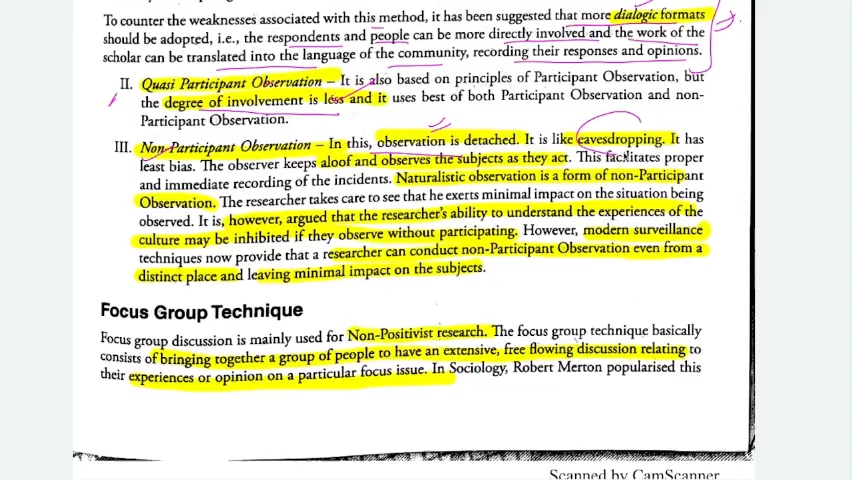 To counter the weaknesses associated with this method, it has been suggested that more dialogic formats
should be adopted, i.e., the respondents and people can be more directly involved and the work of the
scholar can be translated into the language of the community, recording their responses and opinions.
II. Quasi Participant Observation – It is also based on principles of Participant Observation, but
the degree of involvement is less and it uses best of both Participant Observation and non-
Participant Observation.
III. Non-Participant Observation – In this, observation is detached. It is like eavesdropping. It has
least bias. The observer keeps aloof and observes the subjects as they act. This facilitates proper
and immediate recording of the incidents. Naturalistic observation is a form of non-Participant
Observation. The researcher takes care to see that he exerts minimal impact on the situation being
observed. It is, however, argued that the researcher's ability to understand the experiences of the
culture may be inhibited if they observe without participating. However, modern surveillance
techniques now provide that a researcher can conduct non-Participant Observation even from a
distinct place and leaving minimal impact on the subjects.
Focus Group Technique
Focus group discussion is mainly used for Non-Positivist research. The focus group technique basically
consists of bringing together a group of people to have an extensive, free flowing discussion relating to
their experiences or opinion on a particular focus issue. In Sociology, Robert Merton popularised this
Scanned by CamScanner